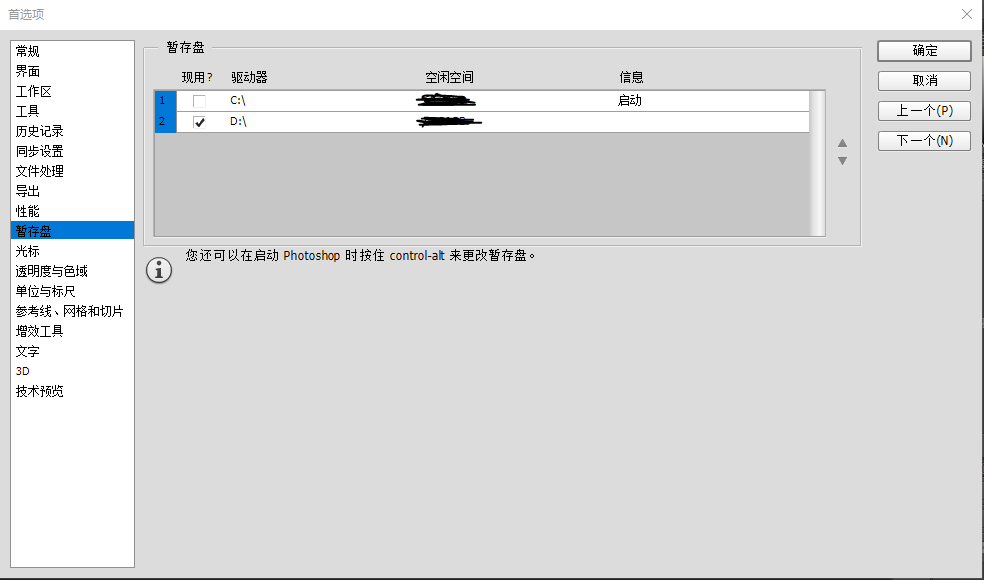 首选项
常规
界面
工作区
工具
历史记录
同步设置
文件处理
导出
性能
暂存盘
光标
透明度与色域
单位与标尺
参考线、网格和切片
增效工具
文字
3D
技术预览
暂存盘
现用? 驱动器 空闲空间 信息
1 C:\ 启动
2 D:\
您还可以在启动 Photoshop 时按住 control-alt 来更改暂存盘。
确定
取消
上一个(P)
下一个(N)